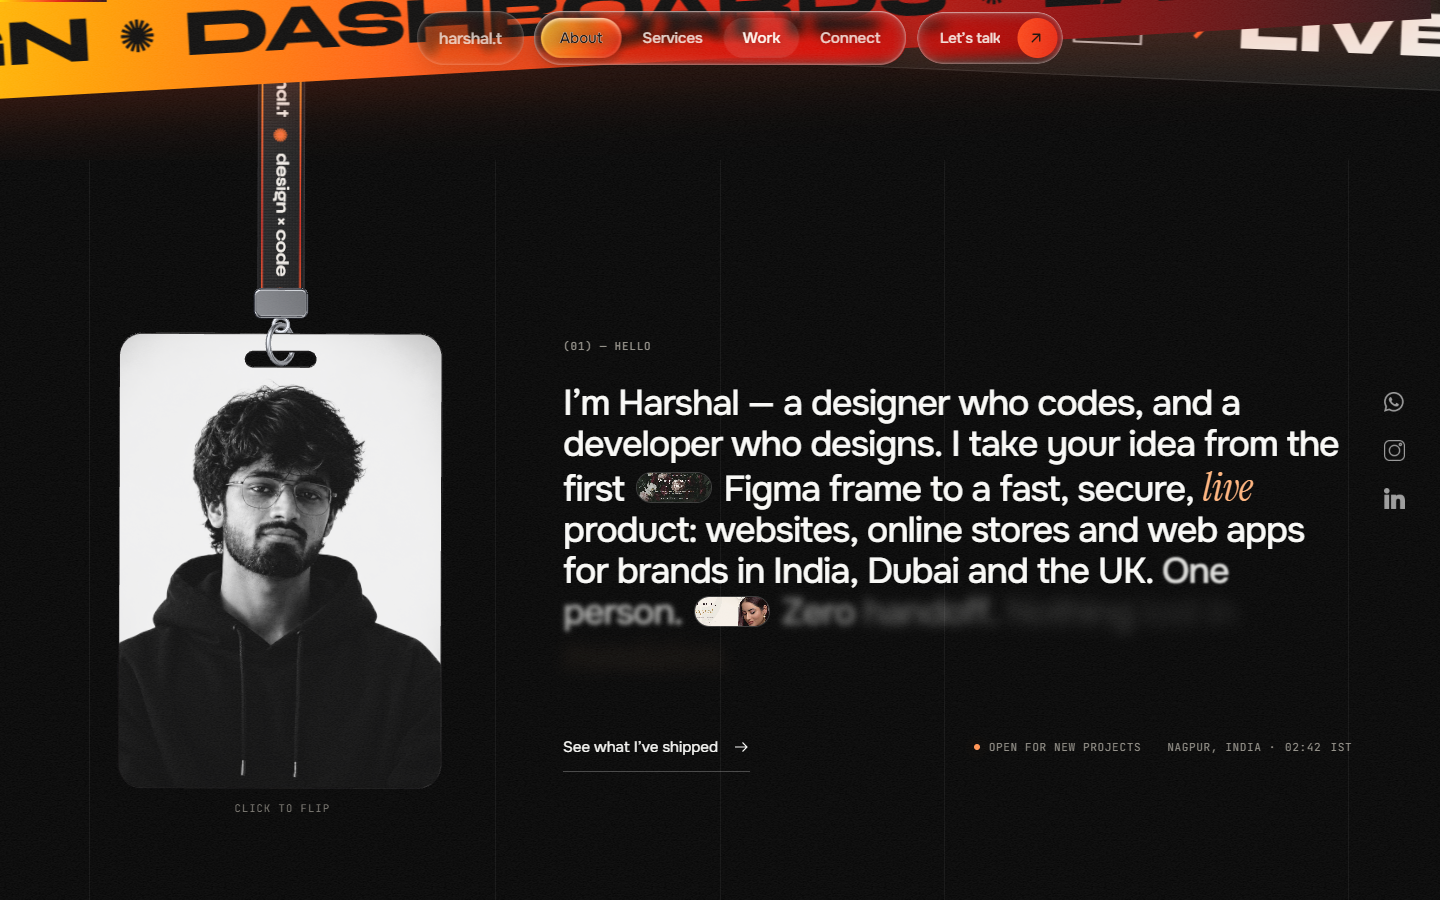 DASHBOARDS
LIVE
harshal.t
About
Services
Work
Connect
Let's talk
design × code
(01) — HELLO
I'm Harshal — a designer who codes, and a
developer who designs. I take your idea from the
first Figma frame to a fast, secure, live
product: websites, online stores and web apps
for brands in India, Dubai and the UK. One
person. Zero handoff.
See what I've shipped →
OPEN FOR NEW PROJECTS
NAGPUR, INDIA · 02:42 IST
CLICK TO FLIP